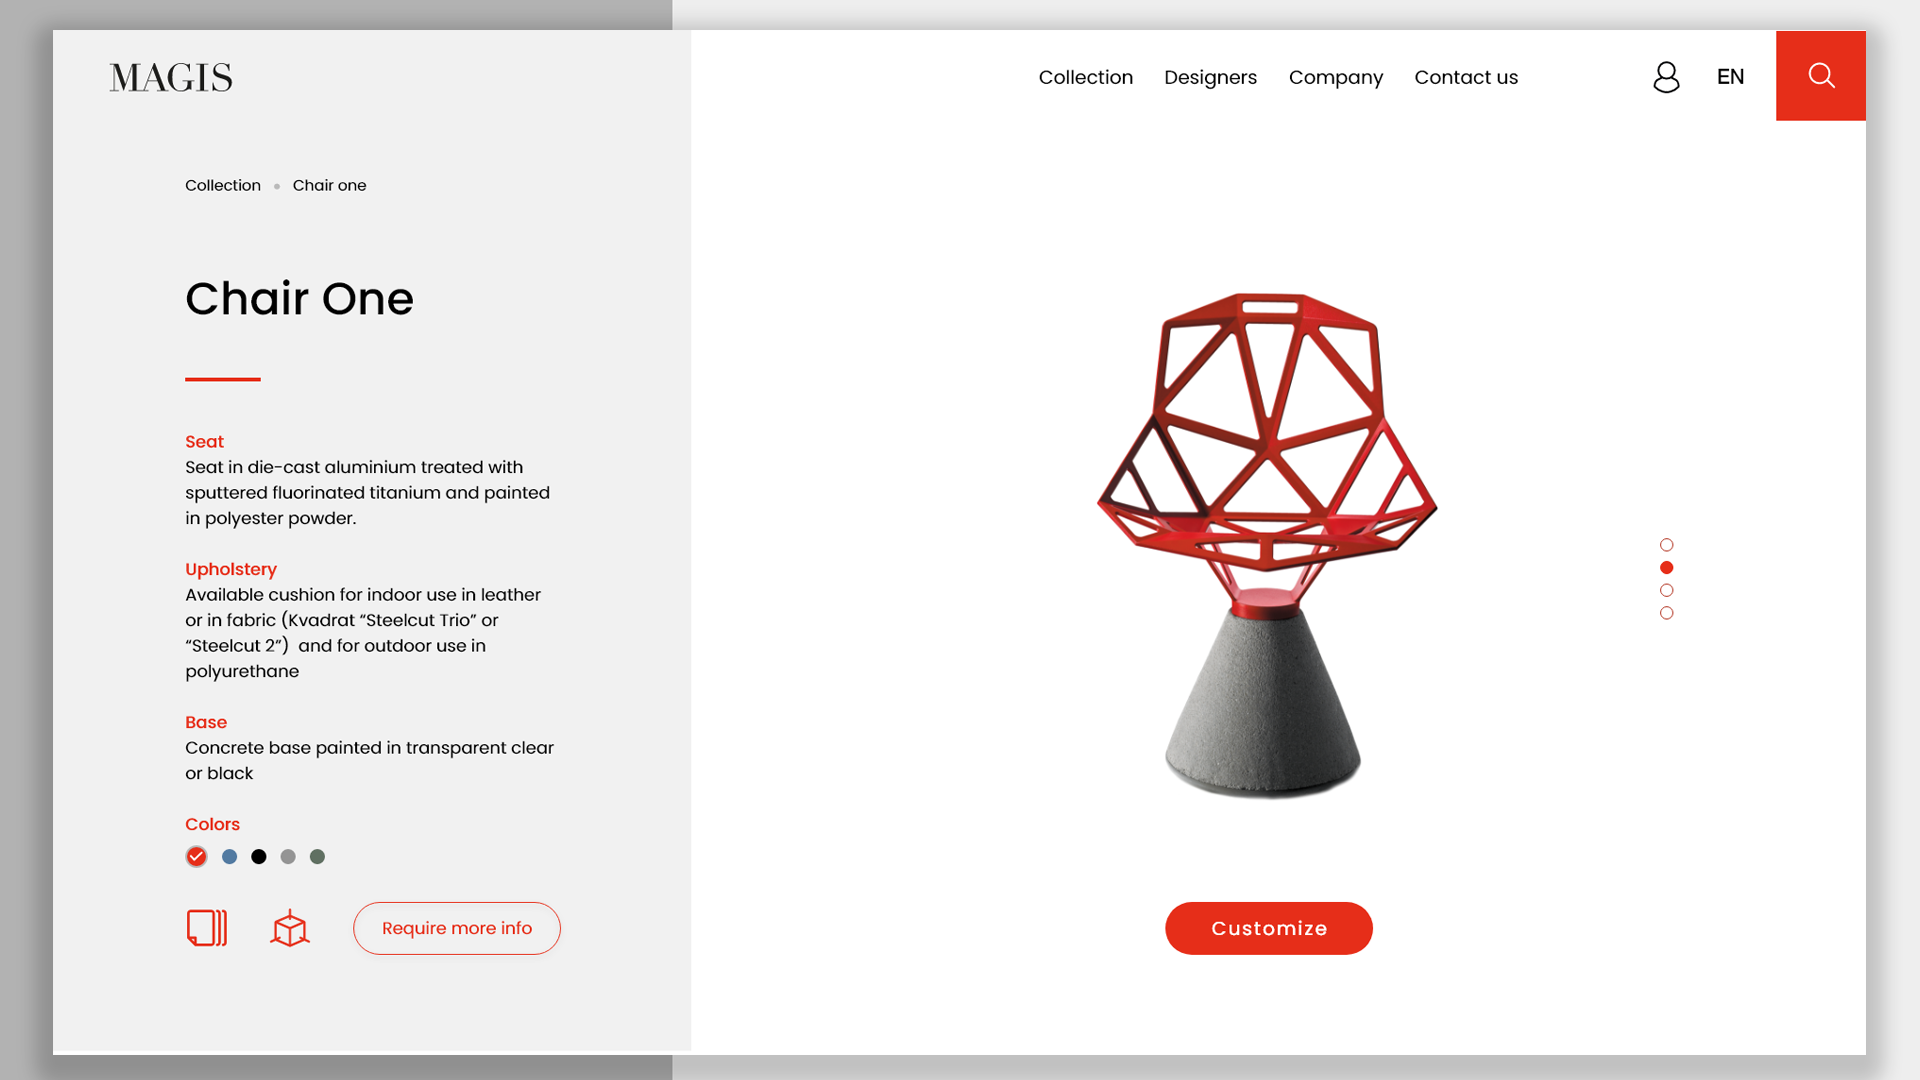 MAGIS
Collection Designers Company Contact us
EN
Collection Chair one
Chair One
Seat
Seat in die-cast aluminium treated with
sputtered fluorinated titanium and painted
in polyester powder.
Upholstery
Available cushion for indoor use in leather
or in fabric (Kvadrat “Steelcut Trio” or
“Steelcut 2”)  and for outdoor use in
polyurethane
Base
Concrete base painted in transparent clear
or black
Colors
Require more info
Customize